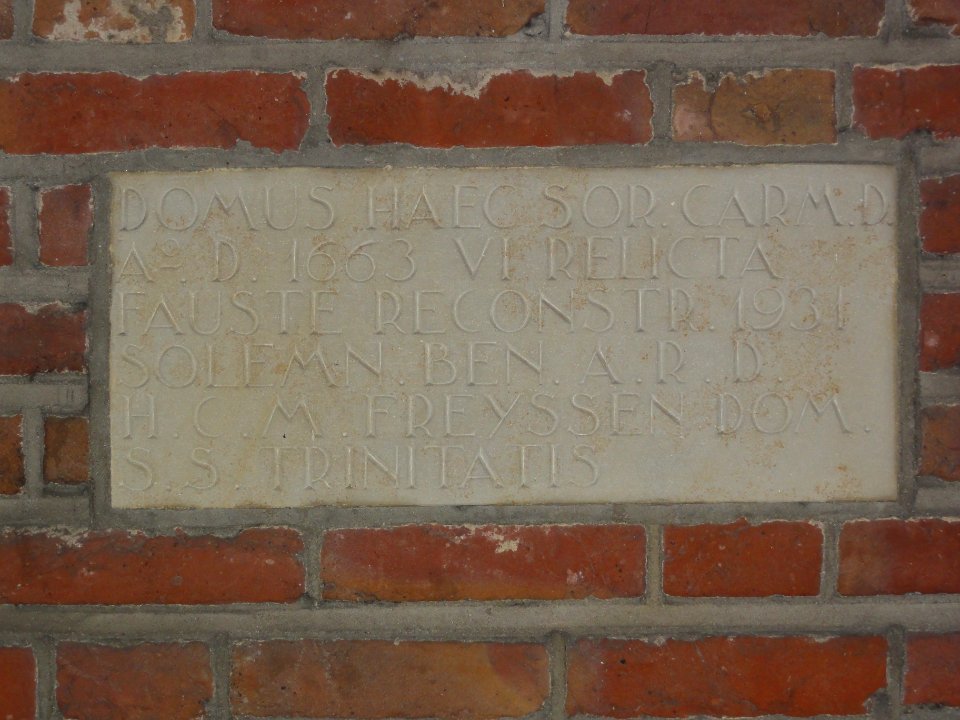 DOMUS HAEC SOR. CARM.D.
Aº. D. 1663 VI RELICTA
FAUSTE RECONSTR. 1931
SOLEMN. BEN. A.R. D.
H.C. M. FREYSSEN DOM.
S.S. TRINITATIS